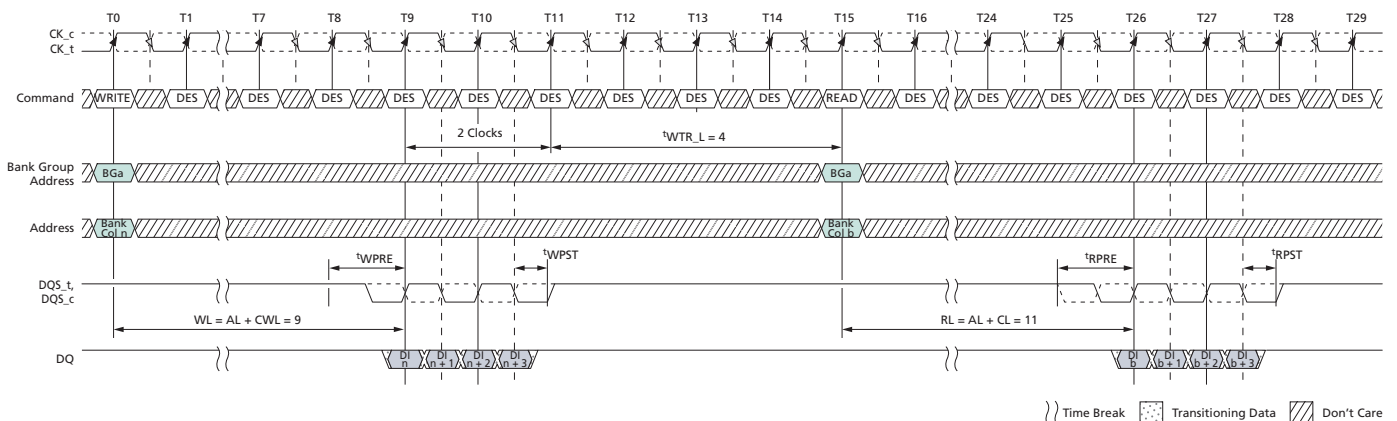 T0 T1 T7 T8 T9 T10 T11 T12 T13 T14 T15 T16 T24 T25 T26 T27 T28 T29
CK_c
CK_t
Command WRITE DES DES DES DES DES DES DES DES DES READ DES DES DES DES DES DES DES
2 Clocks tWTR_L = 4
Bank Group
Address BGa BGa
Address Bank
Col n Bank
Col b
tWPRE tWPST tRPRE tRPST
DQS_t,
DQS_c
WL = AL + CWL = 9 RL = AL + CL = 11
DQ DI
n DI
n + 1 DI
n + 2 DI
n + 3 DI
b DI
b + 1 DI
b + 2 DI
b + 3
Time Break Transitioning Data Don't Care